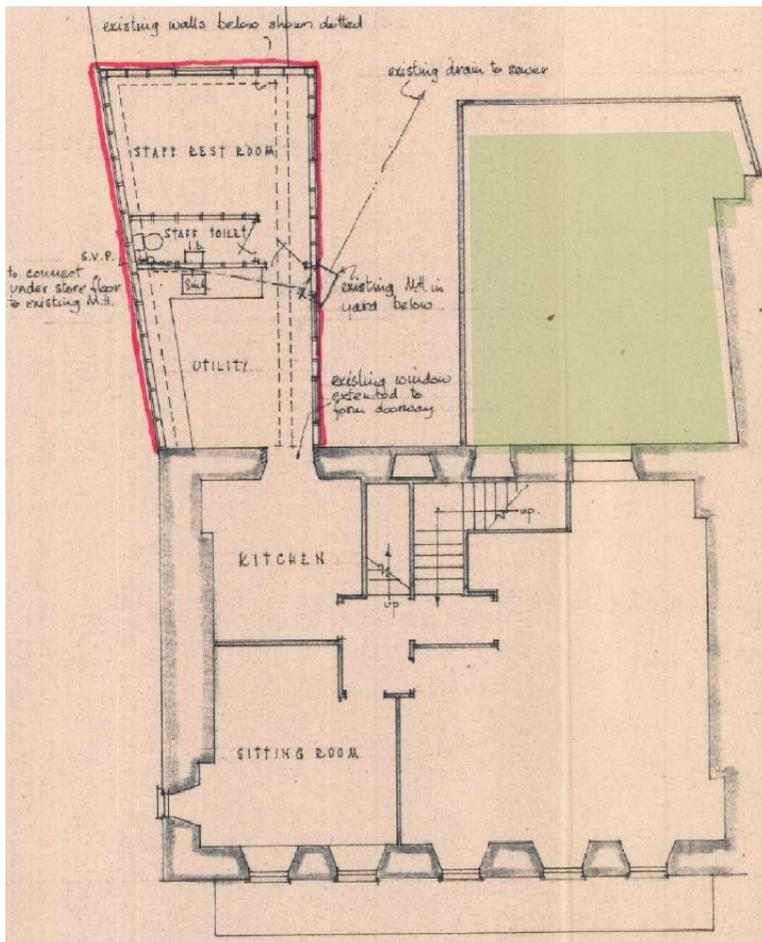 existing walls below shown dotted
existing drain to sewer
STAFF REST ROOM
STAFF TOILET
S.V.P.
to connect
under store floor
to existing M.H.
existing M.H in
yard below
Sink
UTILITY
existing window
extended to
form doorway
KITCHEN
up
up
SITTING ROOM